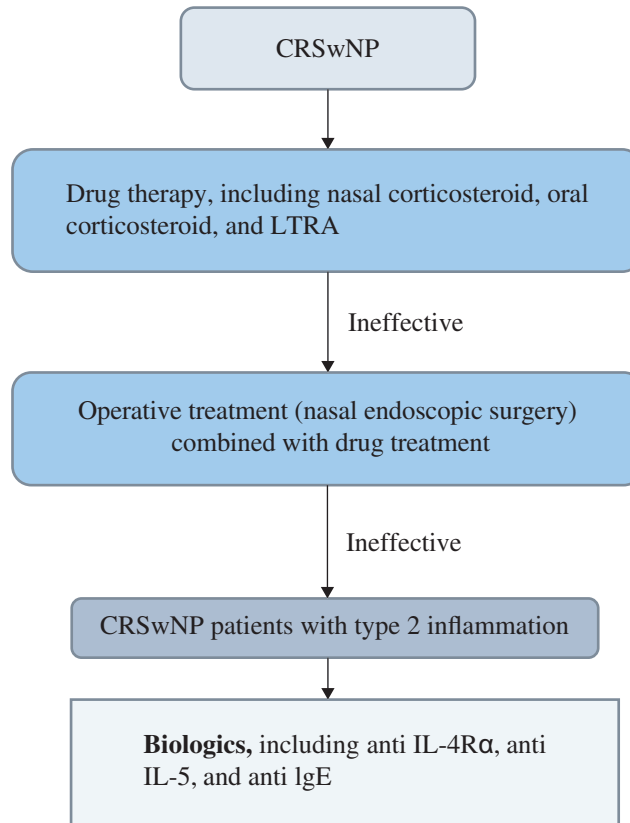 CRSwNP
Drug therapy, including nasal corticosteroid, oral
corticosteroid, and LTRA
Ineffective
Operative treatment (nasal endoscopic surgery)
combined with drug treatment
Ineffective
CRSwNP patients with type 2 inflammation
Biologics, including anti IL-4Rα, anti
IL-5, and anti lgE